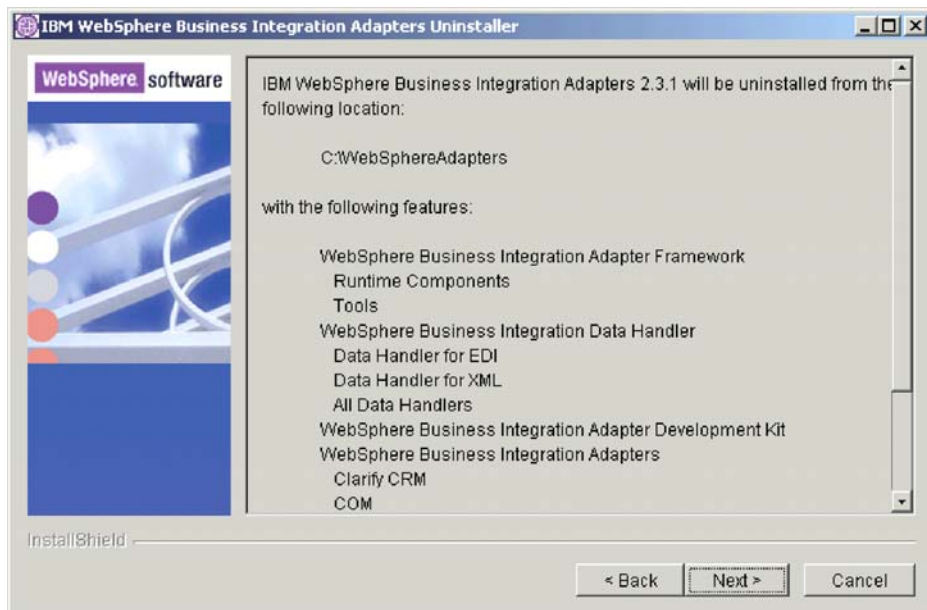 IBM WebSphere Business Integration Adapters Uninstaller
WebSphere software
IBM WebSphere Business Integration Adapters 2.3.1 will be uninstalled from the
following location:
C:\WebSphereAdapters
with the following features:
WebSphere Business Integration Adapter Framework
Runtime Components
Tools
WebSphere Business Integration Data Handler
Data Handler for EDI
Data Handler for XML
All Data Handlers
WebSphere Business Integration Adapter Development Kit
WebSphere Business Integration Adapters
Clarify CRM
COM
InstallShield
< Back
Next >
Cancel